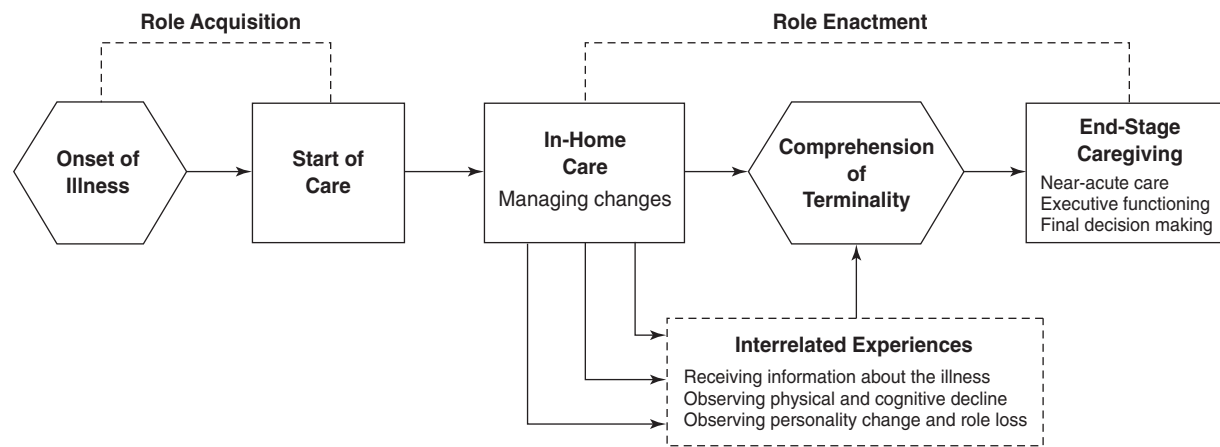 Role Acquisition
Role Enactment
Onset of
Illness
Start of
Care
In-Home
Care
Managing changes
Comprehension
of
Terminality
End-Stage
Caregiving
Near-acute care
Executive functioning
Final decision making
Interrelated Experiences
Receiving information about the illness
Observing physical and cognitive decline
Observing personality change and role loss